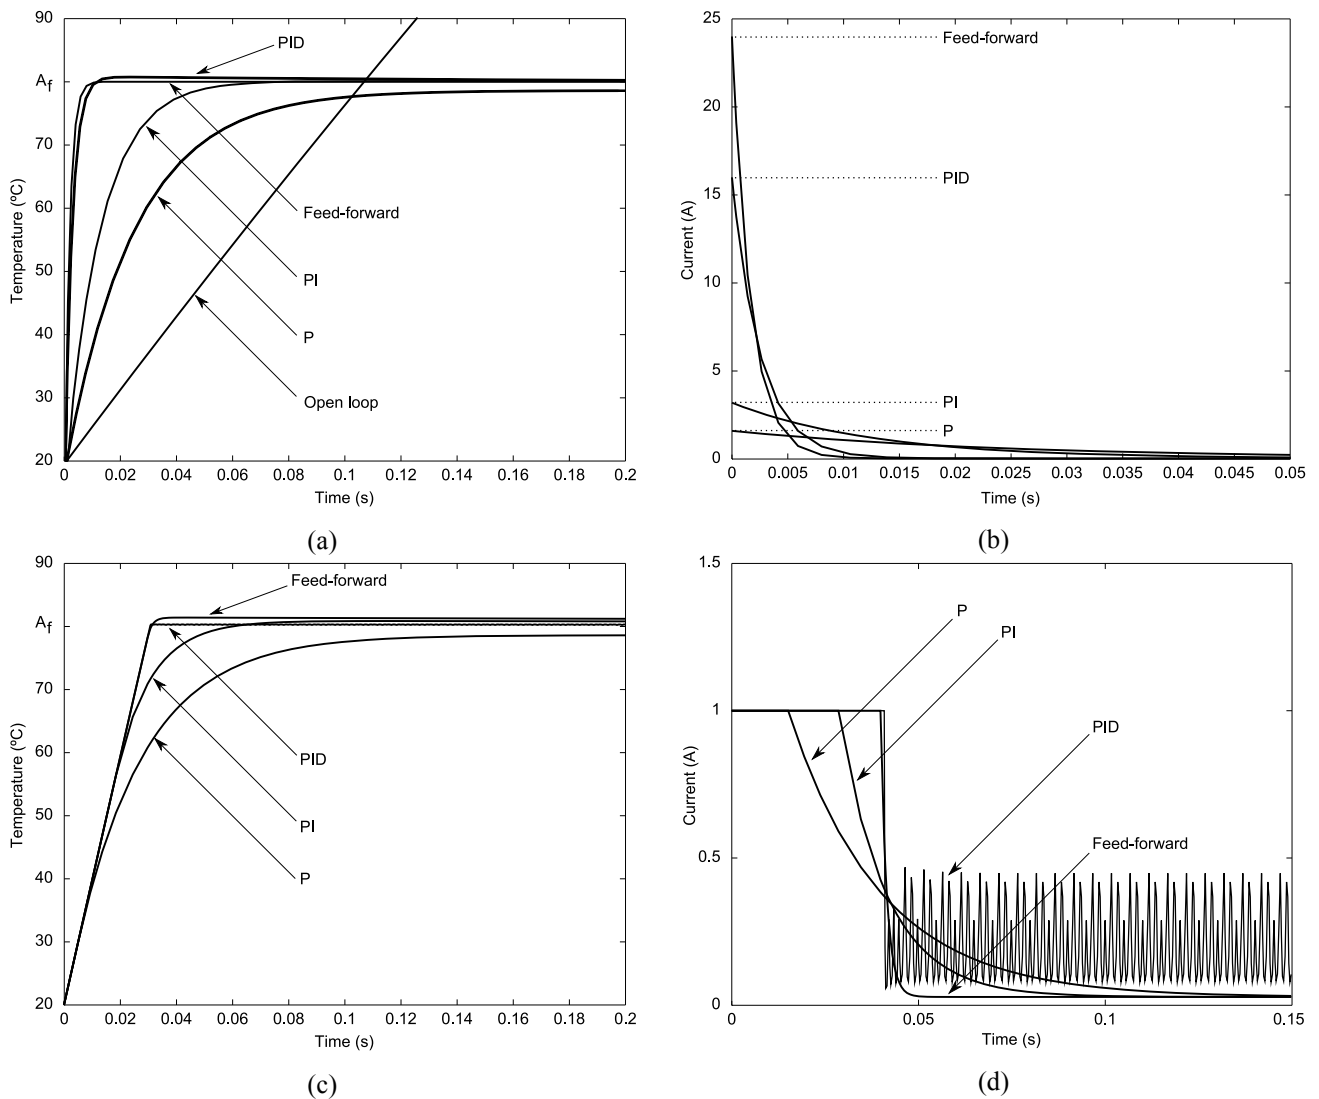 90
PID
Af
70
60
50
40
30
20
Temperature (ºC)
Feed-forward
PI
P
Open loop
0 0.02 0.04 0.06 0.08 0.1 0.12 0.14 0.16 0.18 0.2
Time (s)
(a)
25
20
15
10
5
0
Current (A)
Feed-forward
PID
PI
P
0 0.005 0.01 0.015 0.02 0.025 0.03 0.035 0.04 0.045 0.05
Time (s)
(b)
90
Feed-forward
Af
70
60
50
40
30
20
Temperature (ºC)
PID
PI
P
0 0.02 0.04 0.06 0.08 0.1 0.12 0.14 0.16 0.18 0.2
Time (s)
(c)
1.5
1
0.5
0
Current (A)
P
PI
PID
Feed-forward
0 0.05 0.1 0.15
Time (s)
(d)